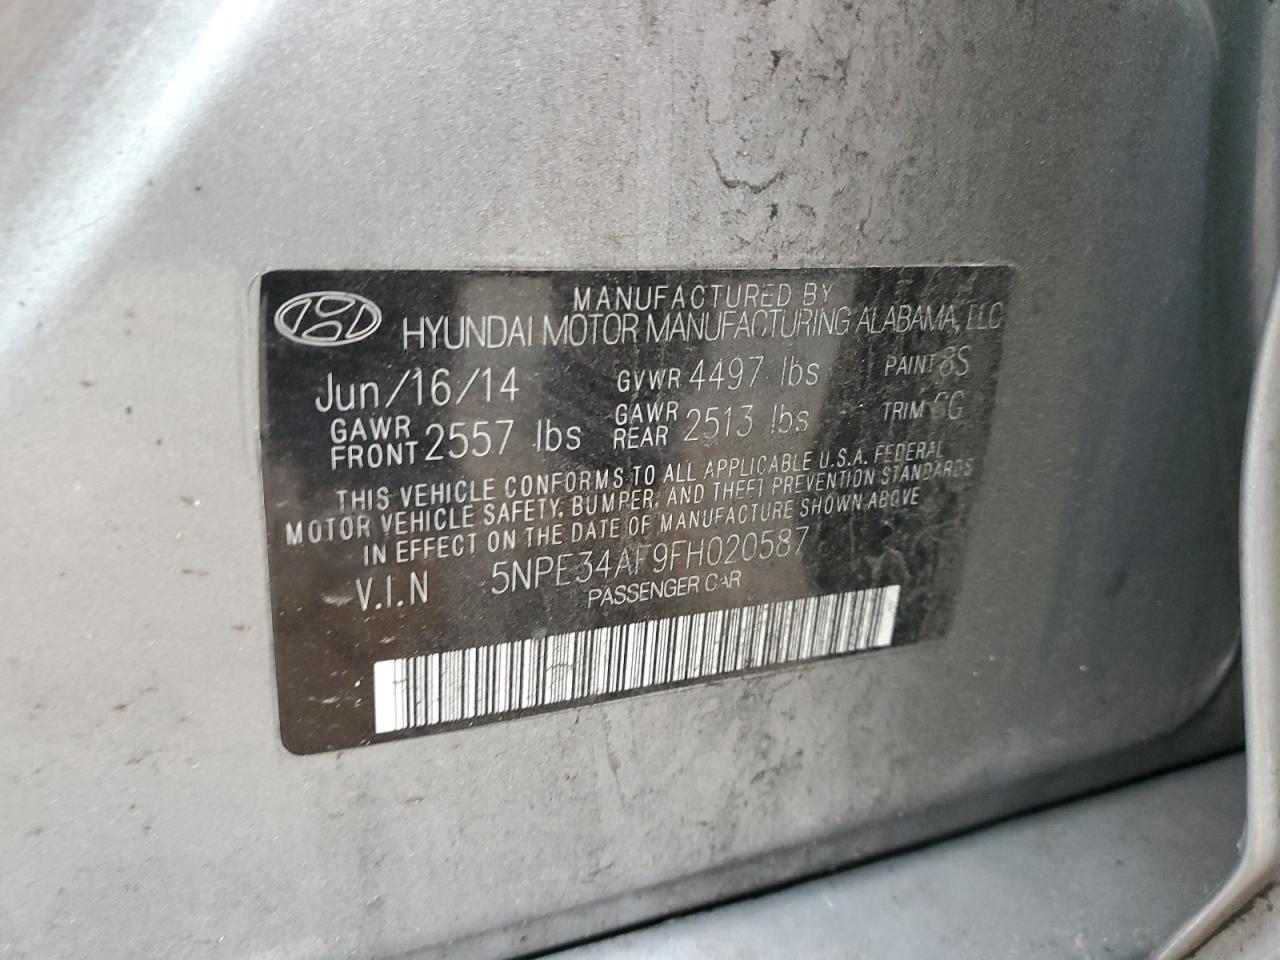 MANUFACTURED BY
HYUNDAI MOTOR MANUFACTURING ALABAMA, LLC
Jun/16/14 GVWR 4497 lbs PAINT 8S
GAWR FRONT 2557 lbs GAWR REAR 2513 lbs TRIM
THIS VEHICLE CONFORMS TO ALL APPLICABLE U.S.A. FEDERAL
MOTOR VEHICLE SAFETY, BUMPER, AND THEFT PREVENTION STANDARDS
IN EFFECT ON THE DATE OF MANUFACTURE SHOWN ABOVE
V.I.N 5NPE34AF9FH020587
PASSENGER CAR